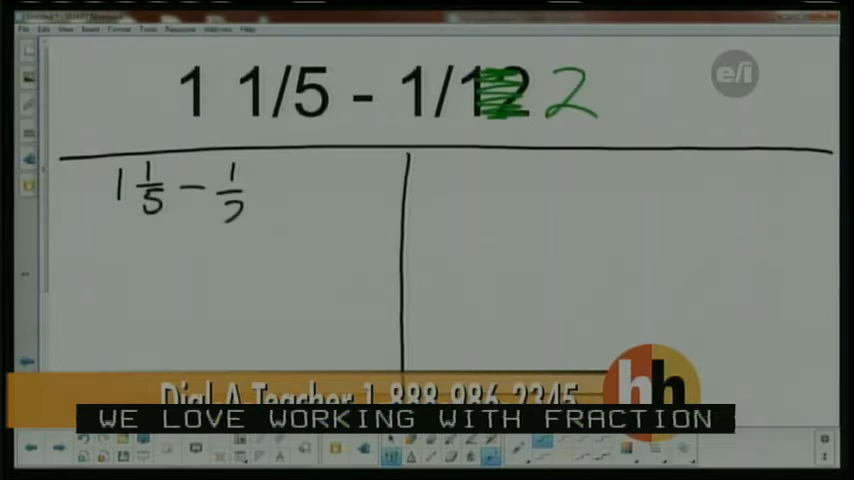 e/i
1 1/5 - 1/12 2
1 1/5 - 1/2
Dial A Teacher 1-888-986-2345
hh
WE LOVE WORKING WITH FRACTION